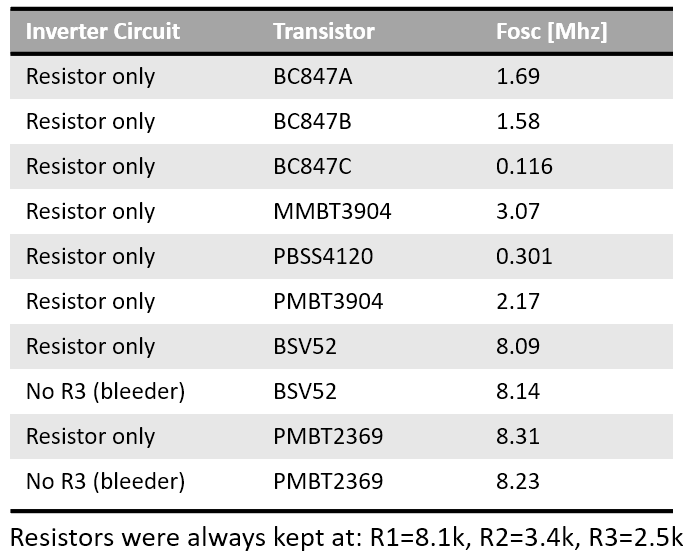 Inverter Circuit Transistor Fosc [Mhz]
Resistor only BC847A 1.69
Resistor only BC847B 1.58
Resistor only BC847C 0.116
Resistor only MMBT3904 3.07
Resistor only PBSS4120 0.301
Resistor only PMBT3904 2.17
Resistor only BSV52 8.09
No R3 (bleeder) BSV52 8.14
Resistor only PMBT2369 8.31
No R3 (bleeder) PMBT2369 8.23
Resistors were always kept at: R1=8.1k, R2=3.4k, R3=2.5k